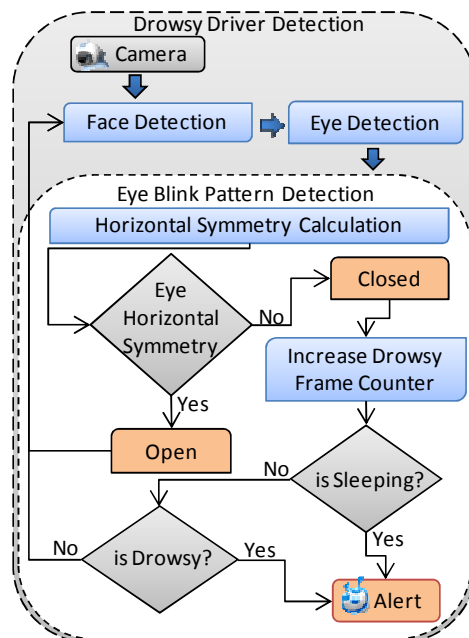 Drowsy Driver Detection
Camera
Face Detection
Eye Detection
Eye Blink Pattern Detection
Horizontal Symmetry Calculation
Eye
Horizontal
Symmetry
No
Closed
Increase Drowsy
Frame Counter
Yes
Open
No
is Sleeping?
No
is Drowsy?
Yes
Yes
Alert